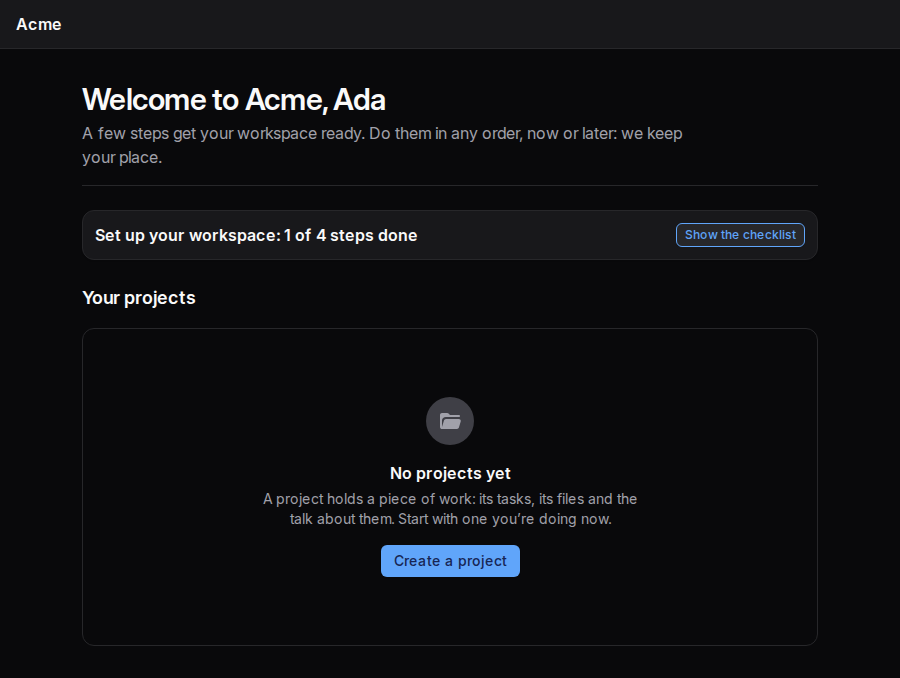 Acme
Welcome to Acme, Ada
A few steps get your workspace ready. Do them in any order, now or later: we keep
your place.
Set up your workspace: 1 of 4 steps done
Show the checklist
Your projects
No projects yet
A project holds a piece of work: its tasks, its files and the
talk about them. Start with one you’re doing now.
Create a project